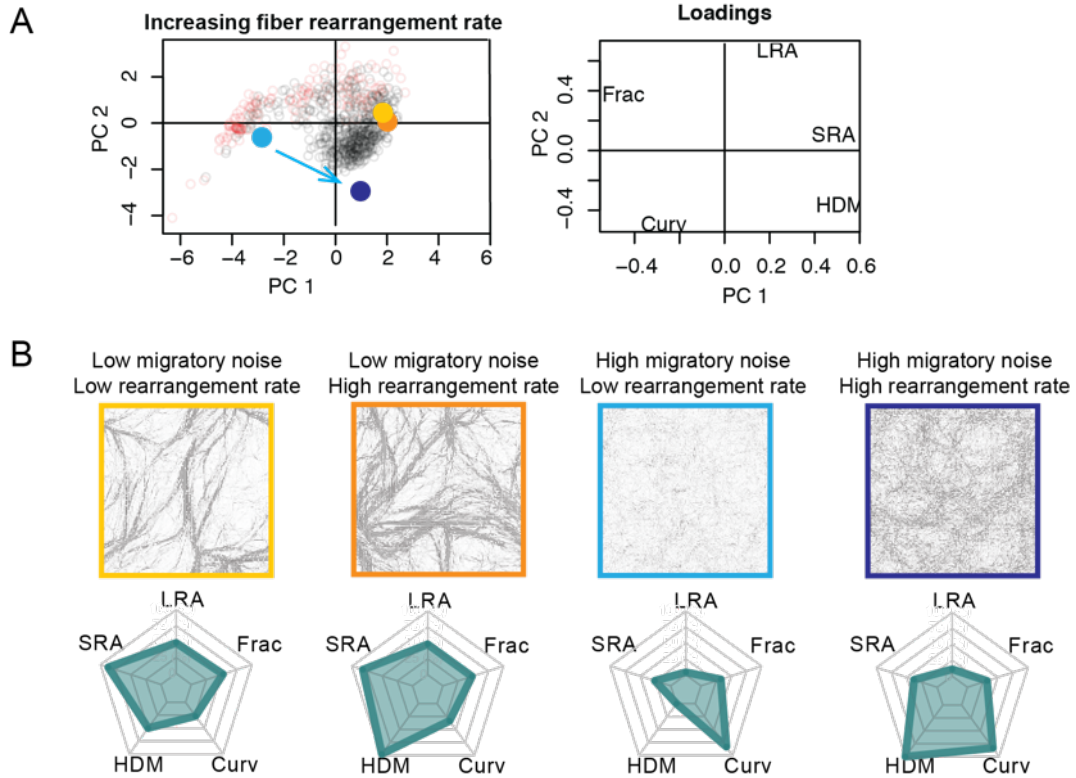 A
Increasing fiber rearrangement rate
PC 2
2
0
−2
−4
−6
−4
−2
0
2
4
6
PC 1
Loadings
PC 2
0.4
0.0
−0.4
LRA
Frac
SRA
HDM
Curv
−0.4
0.0
0.2
0.4
0.6
PC 1
B
Low migratory noise
Low rearrangement rate
Low migratory noise
High rearrangement rate
High migratory noise
Low rearrangement rate
High migratory noise
High rearrangement rate
LRA
SRA
Frac
HDM
Curv
LRA
SRA
Frac
HDM
Curv
LRA
SRA
Frac
HDM
Curv
LRA
SRA
Frac
HDM
Curv